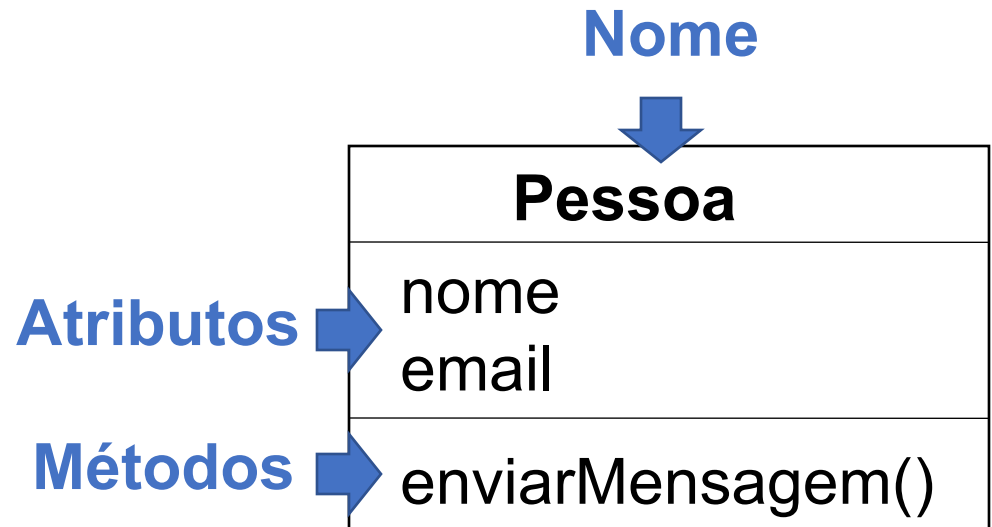 Nome
Pessoa
Atributos
nome
email
Métodos
enviarMensagem()